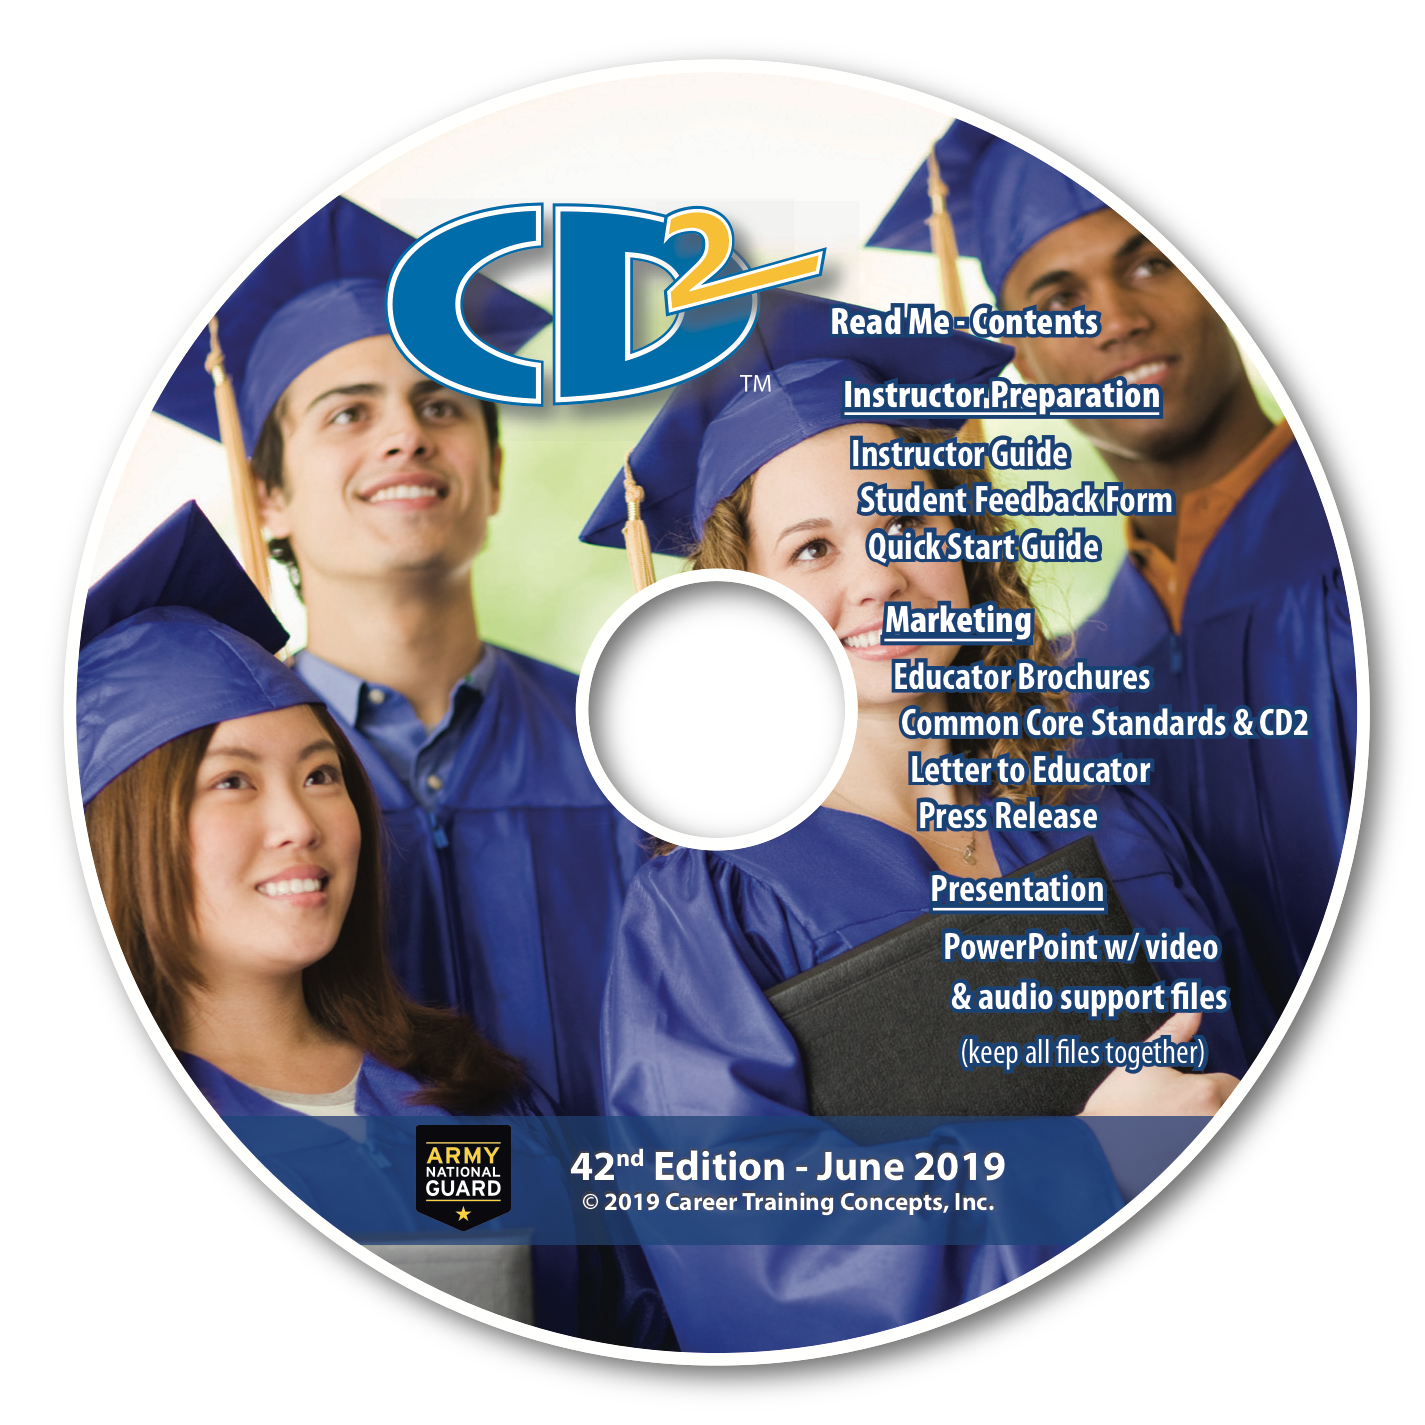 CD2
TM
Read Me - Contents
Instructor Preparation
Instructor Guide
Student Feedback Form
Quick Start Guide
Marketing
Educator Brochures
Common Core Standards & CD2
Letter to Educator
Press Release
Presentation
PowerPoint w/ video
& audio support files
(keep all files together)
ARMY
NATIONAL
GUARD
42nd Edition - June 2019
© 2019 Career Training Concepts, Inc.